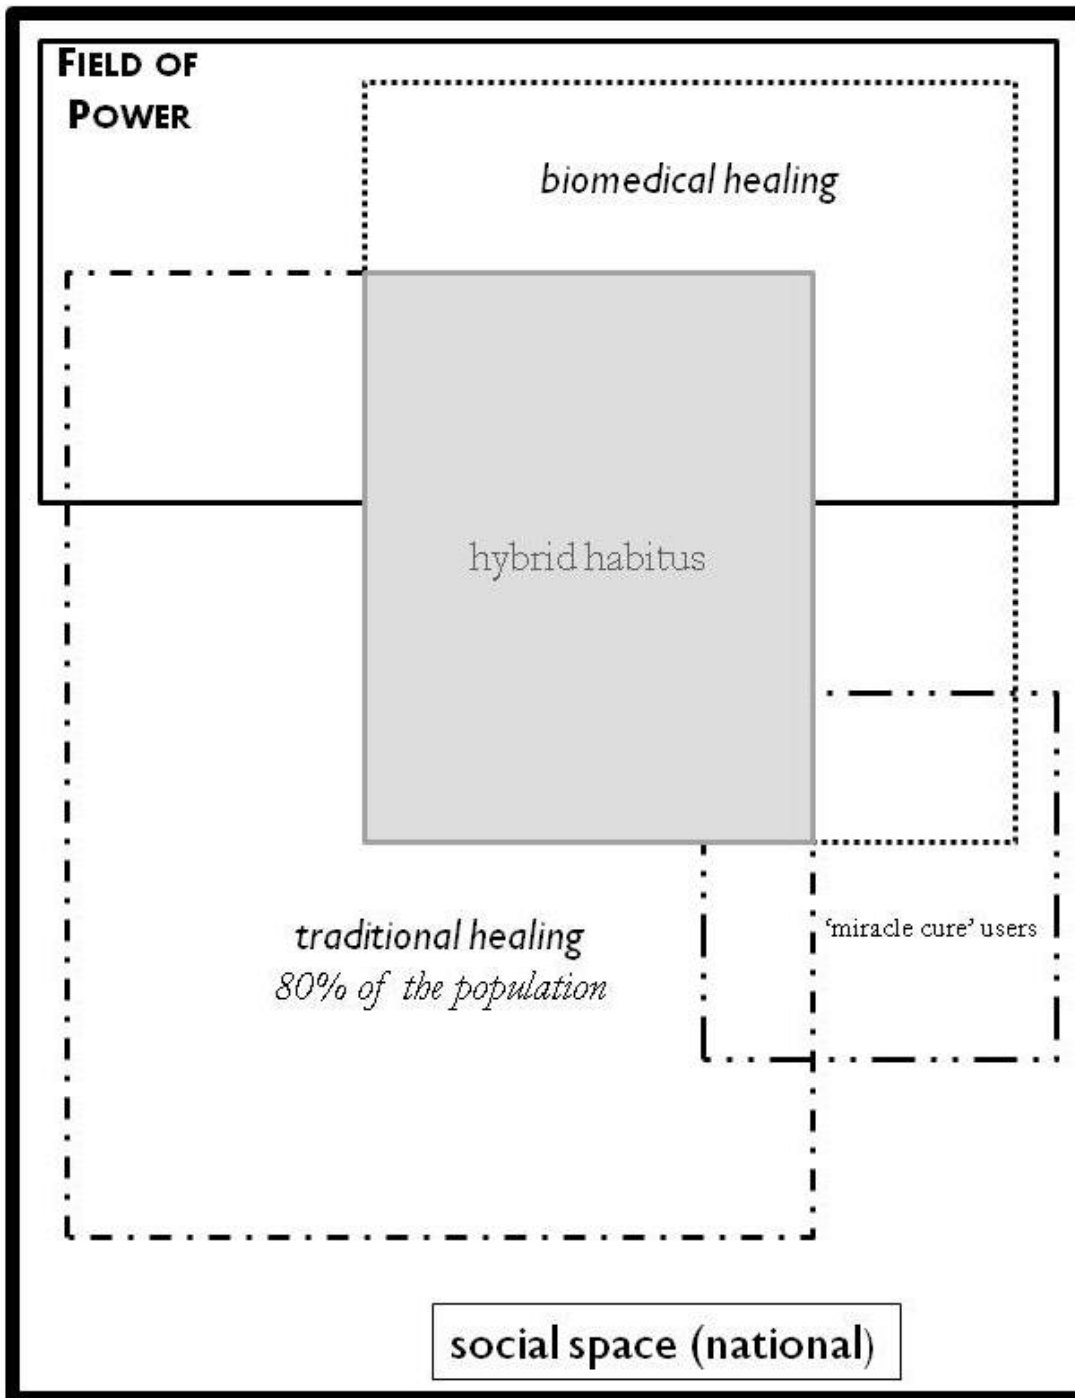 FIELD OF
POWER
biomedical healing
hybrid habitus
'miracle cure' users
traditional healing
80% of the population
social space (national)